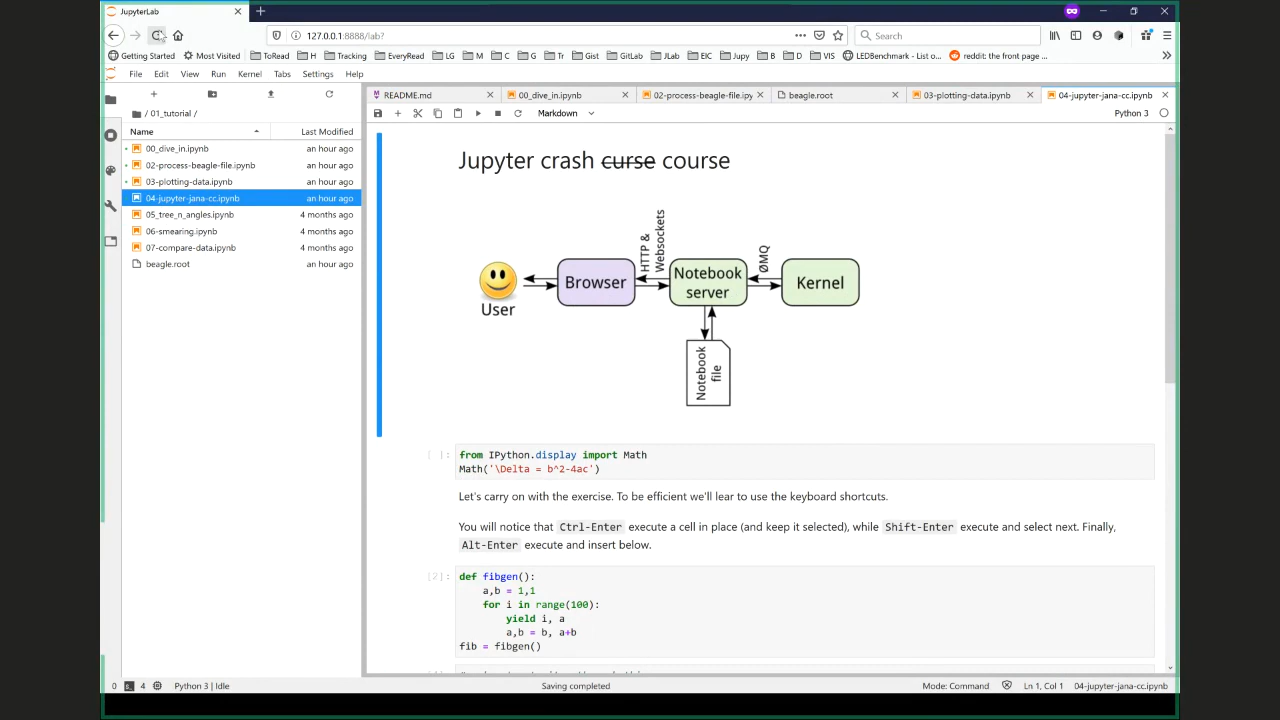 JupyterLab
127.0.0.1:8888/lab?
Search
Getting Started
Most Visited
ToRead
H
Tracking
EveryRead
LG
M
C
G
Tr
Gist
GitLab
JLab
EIC
Jupy
B
D
VIS
LEDBenchmark - List o...
reddit: the front page ...
File Edit View Run Kernel Tabs Settings Help
README.md
00_dive_in.ipynb
02-process-beagle-file.ipy
beagle.root
03-plotting-data.ipynb
04-jupyter-jana-cc.ipynb
/ 01_tutorial /
Markdown
Python 3
Name Last Modified
00_dive_in.ipynb an hour ago
02-process-beagle-file.ipynb an hour ago
03-plotting-data.ipynb an hour ago
04-jupyter-jana-cc.ipynb an hour ago
05_tree_n_angles.ipynb 4 months ago
06-smearing.ipynb 4 months ago
07-compare-data.ipynb 4 months ago
beagle.root an hour ago
Jupyter crash curse course
User
Browser
HTTP &
Websockets
Notebook
server
ØMQ
Kernel
Notebook
file
[ ]:
from IPython.display import Math
Math('\Delta = b^2-4ac')
Let's carry on with the exercise. To be efficient we'll lear to use the keyboard shortcuts.
You will notice that Ctrl-Enter execute a cell in place (and keep it selected), while Shift-Enter execute and select next. Finally,
Alt-Enter execute and insert below.
[2]:
def fibgen():
a,b = 1,1
for i in range(100):
yield i, a
a,b = b, a+b
fib = fibgen()
0
4
Python 3 | Idle
Saving completed
Mode: Command
Ln 1, Col 1
04-jupyter-jana-cc.ipynb